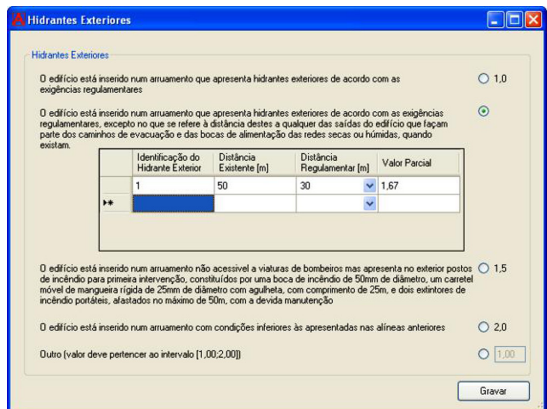 Hidrantes Exteriores
Hidrantes Exteriores
O edifício está inserido num arruamento que apresenta hidrantes exteriores de acordo com as
exigências regulamentares
1,0
O edifício está inserido num arruamento que apresenta hidrantes exteriores de acordo com as exigências
regulamentares, excepto no que se refere à distância destes a qualquer das saídas do edifício que façam
parte dos caminhos de evacuação e das bocas de alimentação das redes secas ou húmidas, quando
existam.
Identificação do Hidrante Exterior Distância Existente [m] Distância Regulamentar [m] Valor Parcial
1 50 30 1,67
O edifício está inserido num arruamento não acessivel a viaturas de bombeiros mas apresenta no exterior postos
de incêndio para primeira intervenção, constituídos por uma boca de incêndio de 50mm de diâmetro, um carretel
móvel de mangueira rígida de 25mm de diâmetro com agulheta, com comprimento de 25m, e dois extintores de
incêndio portáteis, afastados no máximo de 50m, com a devida manutenção
1,5
O edifício está inserido num arruamento com condições inferiores às apresentadas nas alíneas anteriores
2,0
Outro (valor deve pertencer ao intervalo [1,00;2,00])
1,00
Gravar